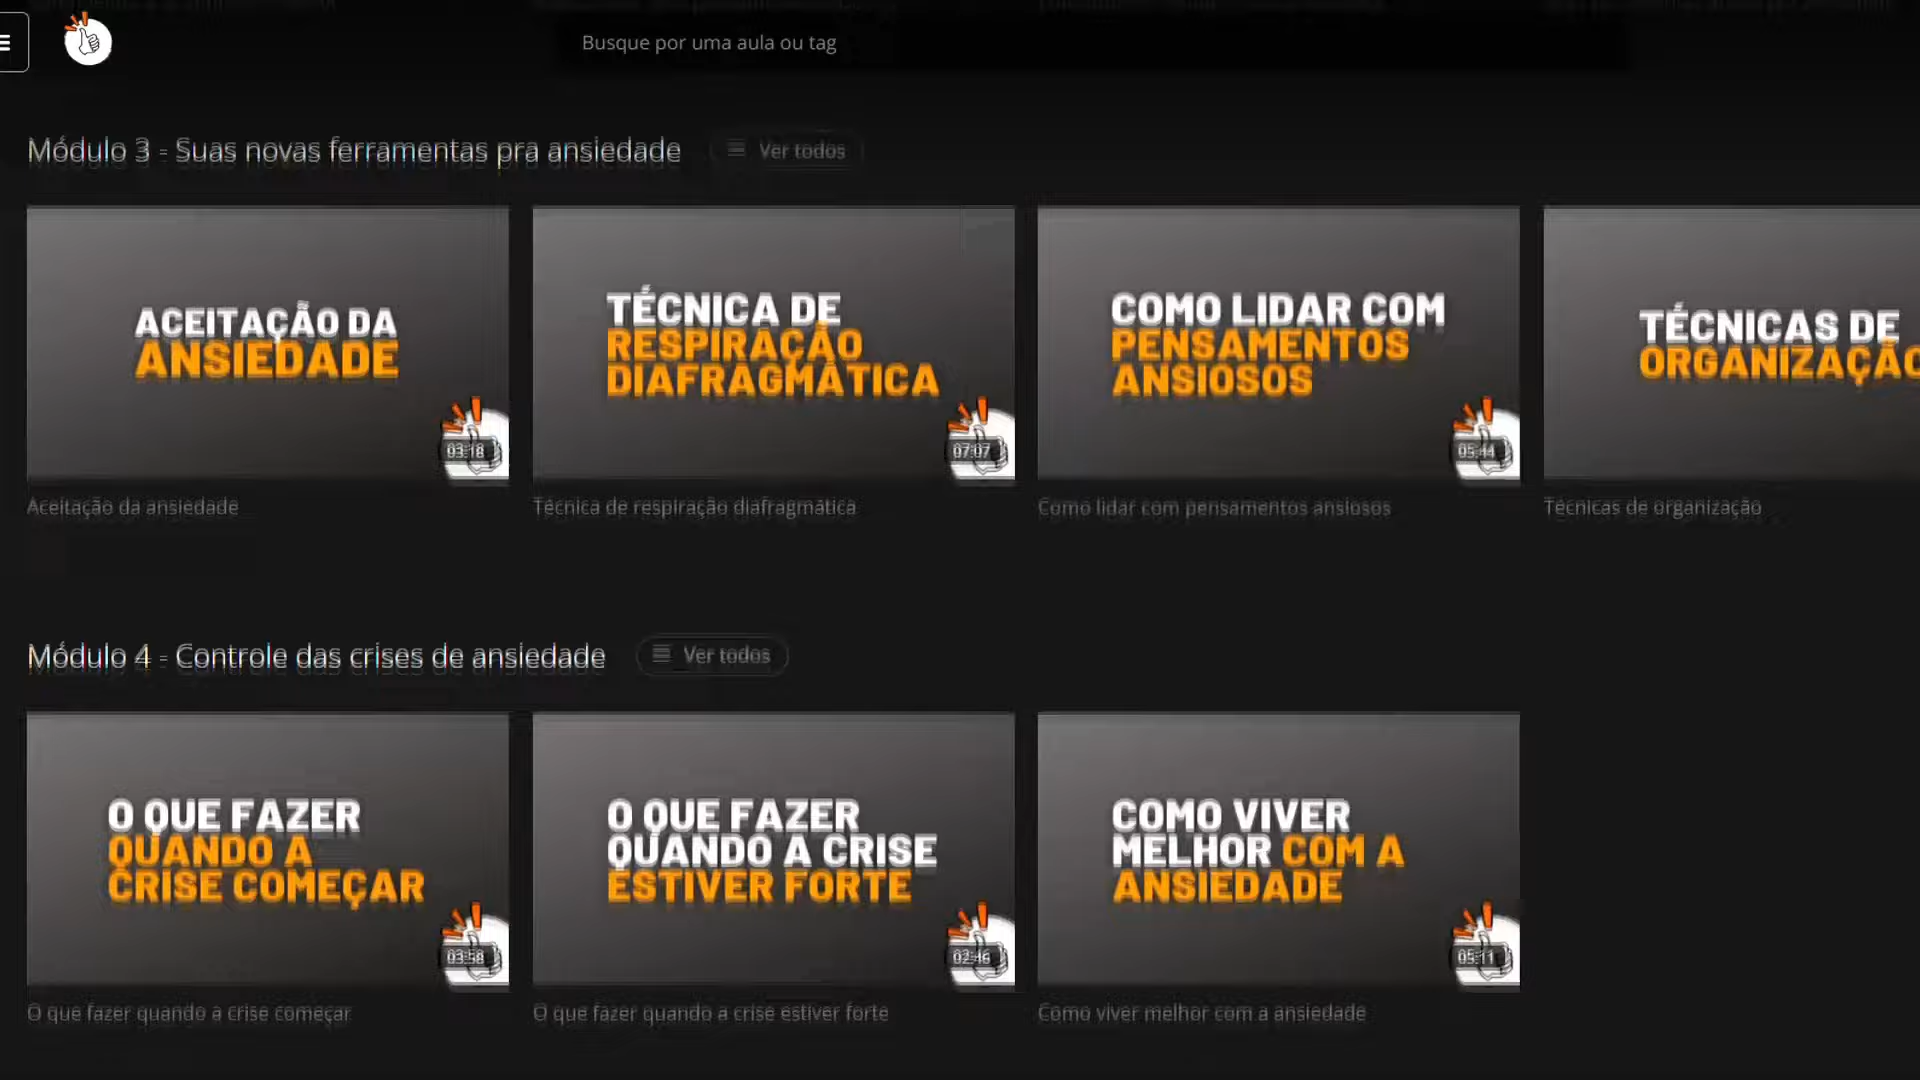 Busque por uma aula ou tag
Módulo 3 - Suas novas ferramentas pra ansiedade
Ver todos
ACEITAÇÃO DA
ANSIEDADE
03:18
Aceitação da ansiedade
TÉCNICA DE
RESPIRAÇÃO
DIAFRAGMÁTICA
07:07
Técnica de respiração diafragmática
COMO LIDAR COM
PENSAMENTOS
ANSIOSOS
05:44
Como lidar com pensamentos ansiosos
TÉCNICAS DE
ORGANIZAÇÃO
Técnicas de organização
Módulo 4 - Controle das crises de ansiedade
Ver todos
O QUE FAZER
QUANDO A
CRISE COMEÇAR
03:58
O que fazer quando a crise começar
O QUE FAZER
QUANDO A CRISE
ESTIVER FORTE
02:46
O que fazer quando a crise estiver forte
COMO VIVER
MELHOR COM A
ANSIEDADE
05:11
Como viver melhor com a ansiedade